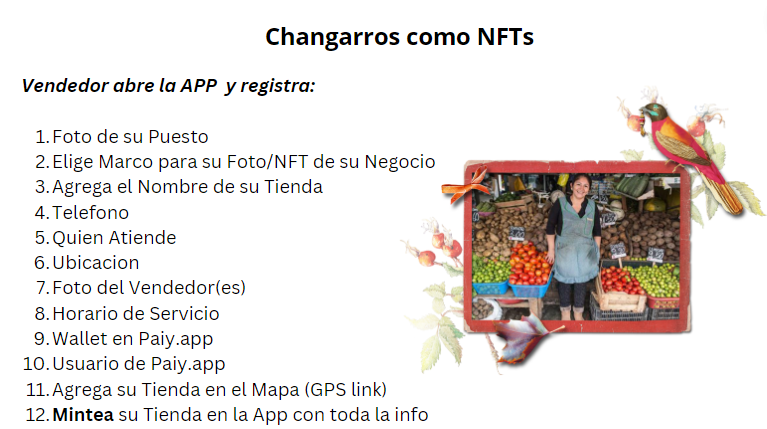 Changarros como NFTs
Vendedor abre la APP y registra:
1. Foto de su Puesto
2. Elige Marco para su Foto/NFT de su Negocio
3. Agrega el Nombre de su Tienda
4. Telefono
5. Quien Atiende
6. Ubicacion
7. Foto del Vendedor(es)
8. Horario de Servicio
9. Wallet en Paiy.app
10. Usuario de Paiy.app
11. Agrega su Tienda en el Mapa (GPS link)
12. Mintea su Tienda en la App con toda la info